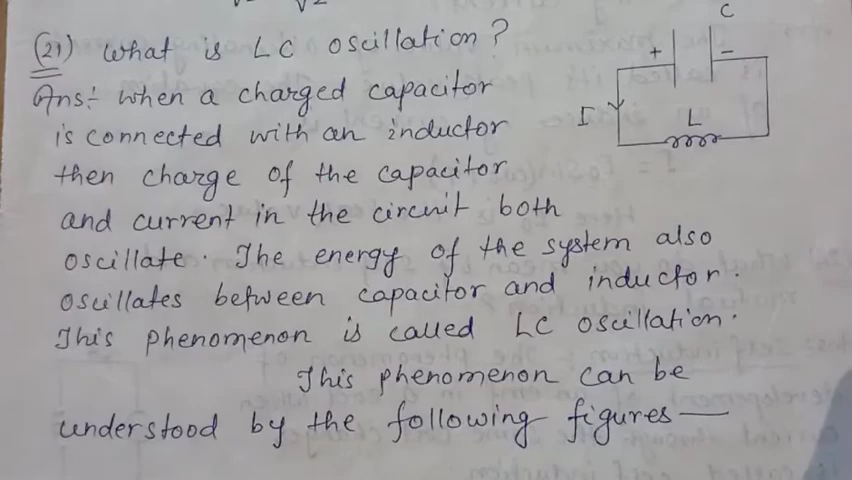 (21) What is LC oscillation?
Ans:- When a charged capacitor
is connected with an inductor
then charge of the capacitor
and current in the circuit both
oscillate. The energy of the system also
oscillates between capacitor and inductor.
This phenomenon is called LC oscillation.
This phenomenon can be
understood by the following figures —
C
+ −
I
L